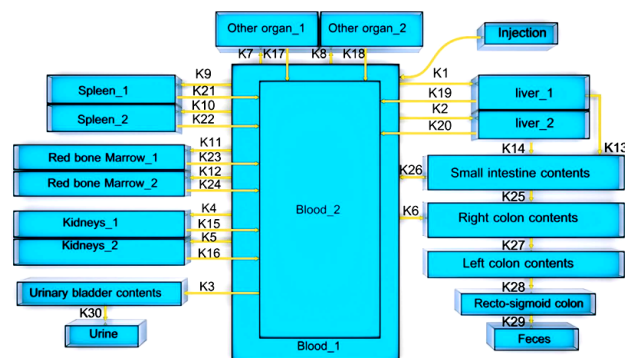 Other organ_1
Other organ_2
Injection
K7
K17
K8
K18
K9
K1
Spleen_1
K21
K19
liver_1
K10
K2
Spleen_2
K22
K20
liver_2
K11
K14
K13
Red bone Marrow_1
K23
K12
K26
Small intestine contents
Red bone Marrow_2
K24
K25
Blood_2
K4
K6
Kidneys_1
K15
Right colon contents
K5
Kidneys_2
K16
K27
Left colon contents
K3
K28
Urinary bladder contents
Recto-sigmoid colon
K30
K29
Urine
Feces
Blood_1